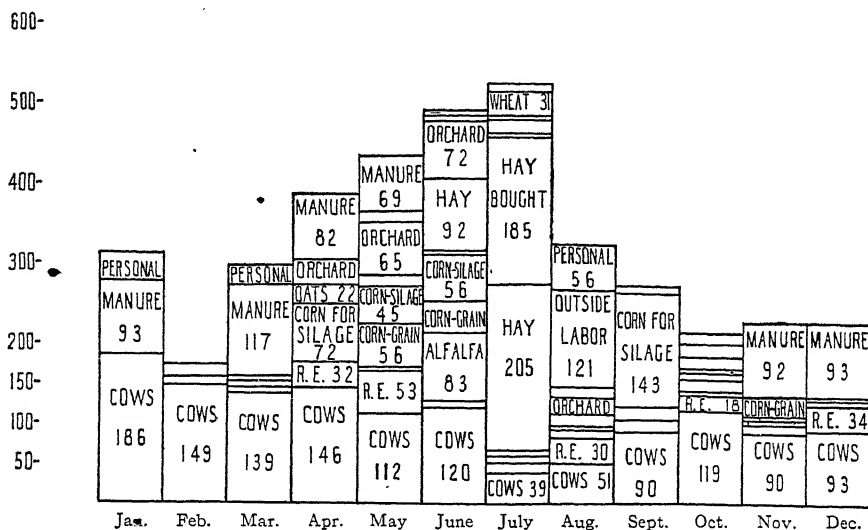 600-
500-
400-
300-
200-
150-
100-
50-
PERSONAL
MANURE
93
COWS
186
COWS
149
PERSONAL
MANURE
117
COWS
139
MANURE
82
ORCHARD
OATS 22
CORN FOR
SILAGE
72
R.E. 32
COWS
146
MANURE
69
ORCHARD
65
CORN-SILAGE
45
CORN-GRAIN
56
R.E. 53
COWS
112
ORCHARD
72
HAY
92
CORN-SILAGE
56
CORN-GRAIN
ALFALFA
83
COWS
120
WHEAT 31
HAY
BOUGHT
185
HAY
205
COWS 39
PERSONAL
56
OUTSIDE
LABOR
121
ORCHARD
R.E. 30
COWS 51
CORN FOR
SILAGE
143
COWS
90
R.E. 18
COWS
119
MANURE
92
CORN-GRAIN
COWS
90
MANURE
93
R.E. 34
COWS
93
Jan. Feb. Mar. Apr. May June July Aug. Sept. Oct. Nov. Dec.